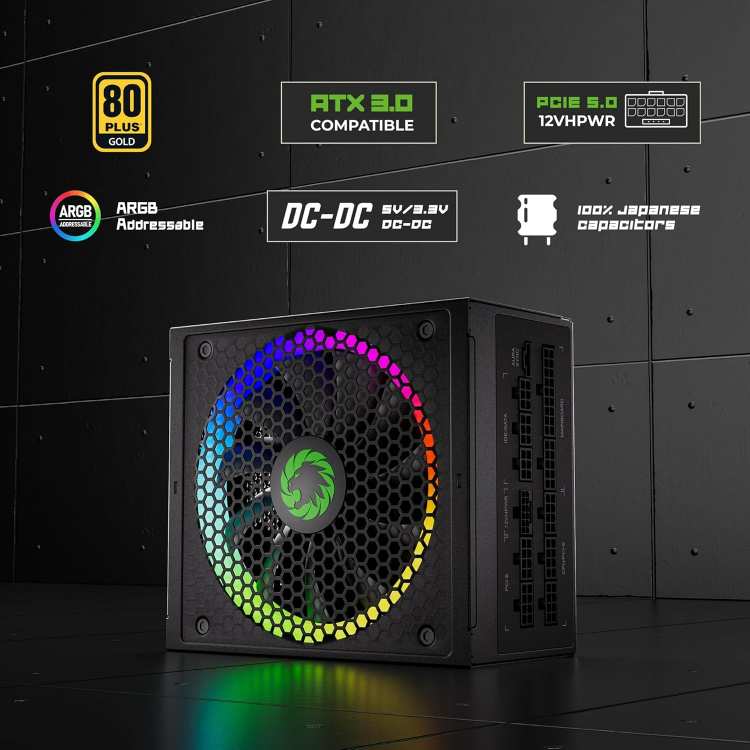 80
PLUS
GOLD
ATX 3.0
COMPATIBLE
PCIE 5.0
12VHPWR
ARGB
ADDRESSABLE
ARGB
Addressable
DC-DC
5V/3.3V
DC-DC
100% Japanese
capacitors